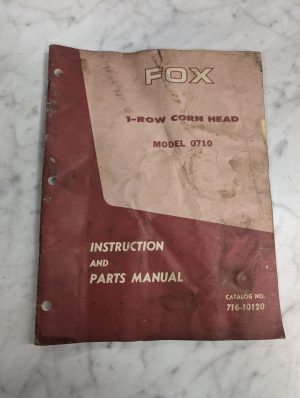 FOX
1-ROW CORN HEAD
MODEL 0710
INSTRUCTION
AND
PARTS MANUAL
CATALOG NO.
716-10120